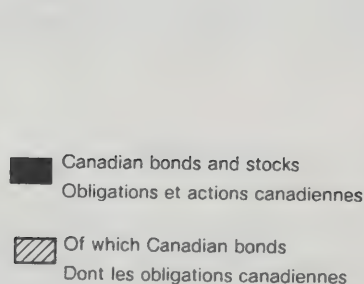 Canadian bonds and stocks
Obligations et actions canadiennes
Of which Canadian bonds
Dont les obligations canadiennes